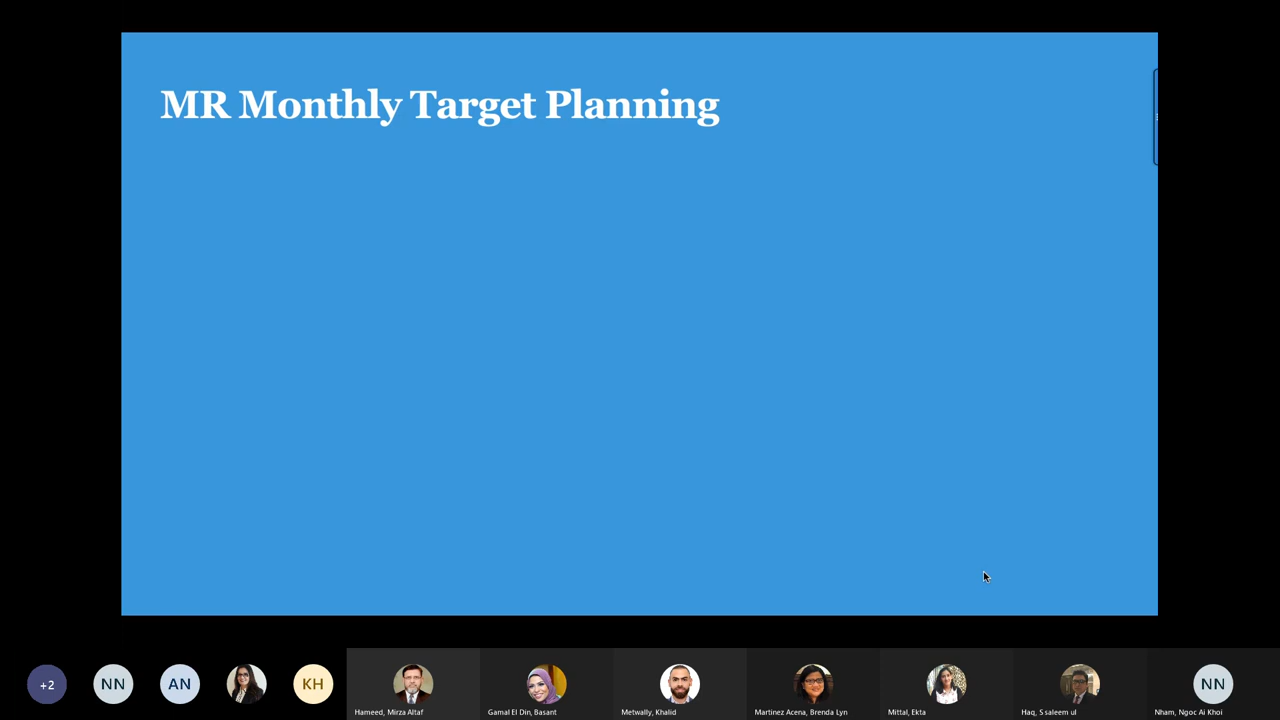 MR Monthly Target Planning
+2
NN
AN
KH
Hameed, Mirza Altaf
Gamal El Din, Basant
Metwally, Khalid
Martinez Acena, Brenda Lyn
Mittal, Ekta
Haq, S saleem ul
NN
Nham, Ngoc Ai Khoi